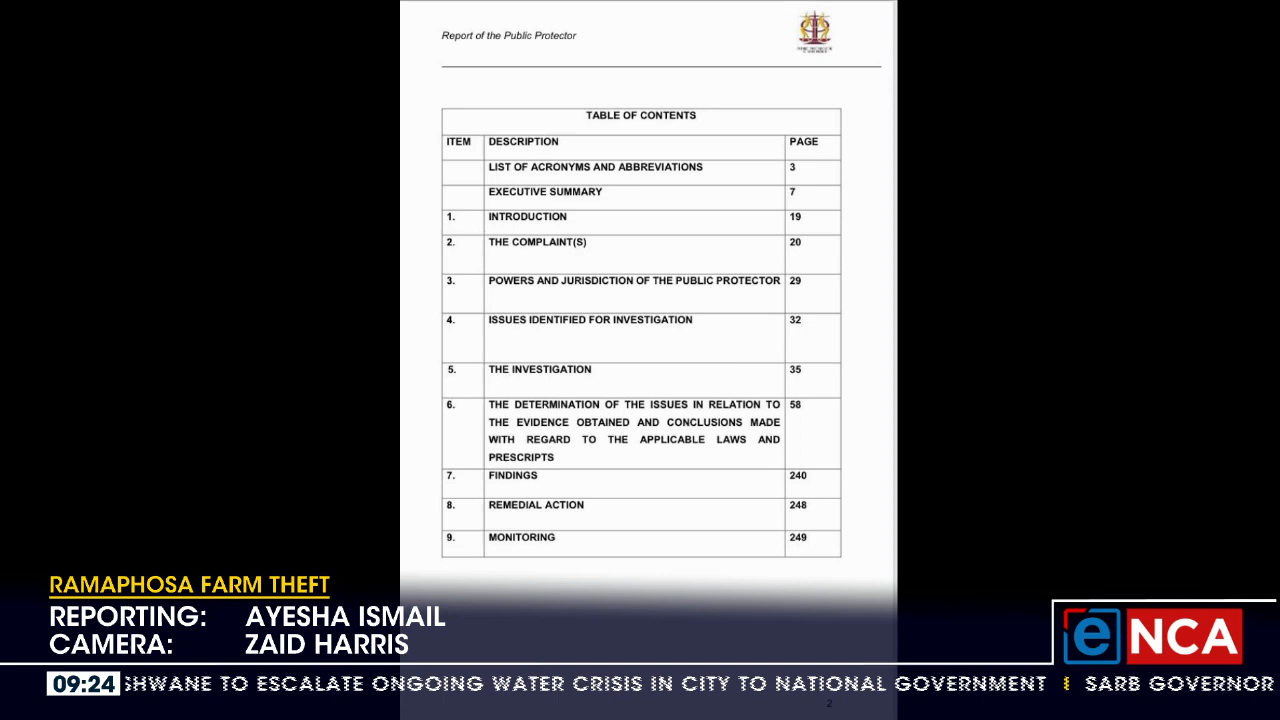 Report of the Public Protector
TABLE OF CONTENTS
ITEM DESCRIPTION PAGE
LIST OF ACRONYMS AND ABBREVIATIONS 3
EXECUTIVE SUMMARY 7
1. INTRODUCTION 19
2. THE COMPLAINT(S) 20
3. POWERS AND JURISDICTION OF THE PUBLIC PROTECTOR 29
4. ISSUES IDENTIFIED FOR INVESTIGATION 32
5. THE INVESTIGATION 35
6. THE DETERMINATION OF THE ISSUES IN RELATION TO 58
THE EVIDENCE OBTAINED AND CONCLUSIONS MADE
WITH REGARD TO THE APPLICABLE LAWS AND
PRESCRIPTS
7. FINDINGS 240
8. REMEDIAL ACTION 248
9. MONITORING 249
RAMAPHOSA FARM THEFT
REPORTING: AYESHA ISMAIL
CAMERA: ZAID HARRIS
eNCA
09:24 SHWANE TO ESCALATE ONGOING WATER CRISIS IN CITY TO NATIONAL GOVERNMENT SARB GOVERNOR
2